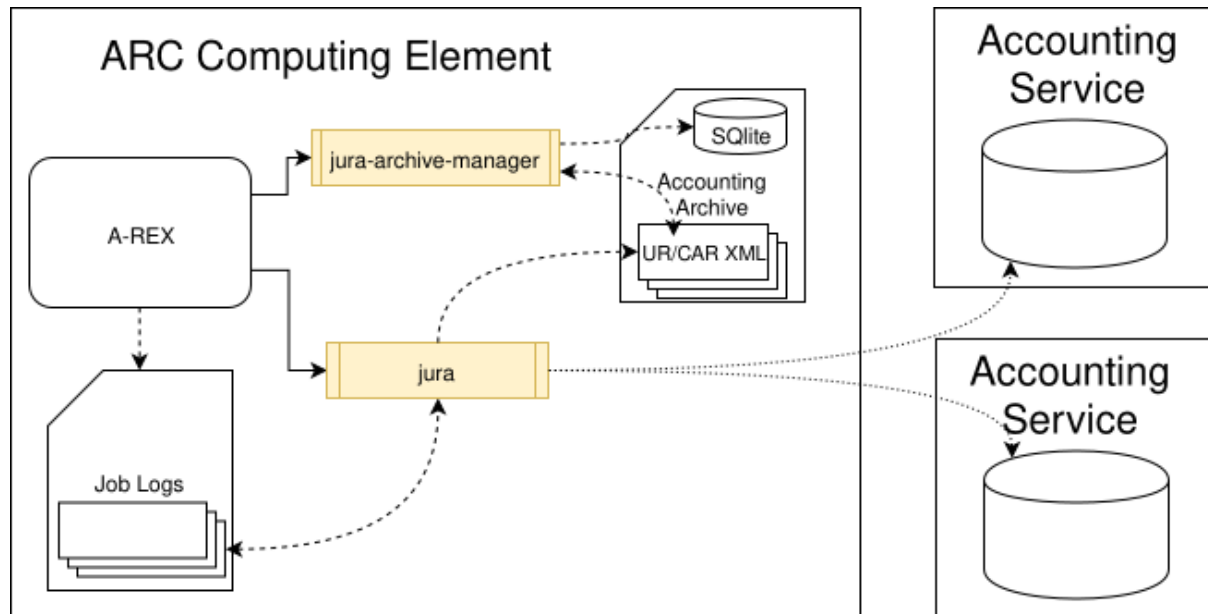 ARC Computing Element
SQlite
jura-archive-manager
Accounting
Archive
A-REX
UR/CAR XML
jura
Job Logs
Accounting
Service
Accounting
Service